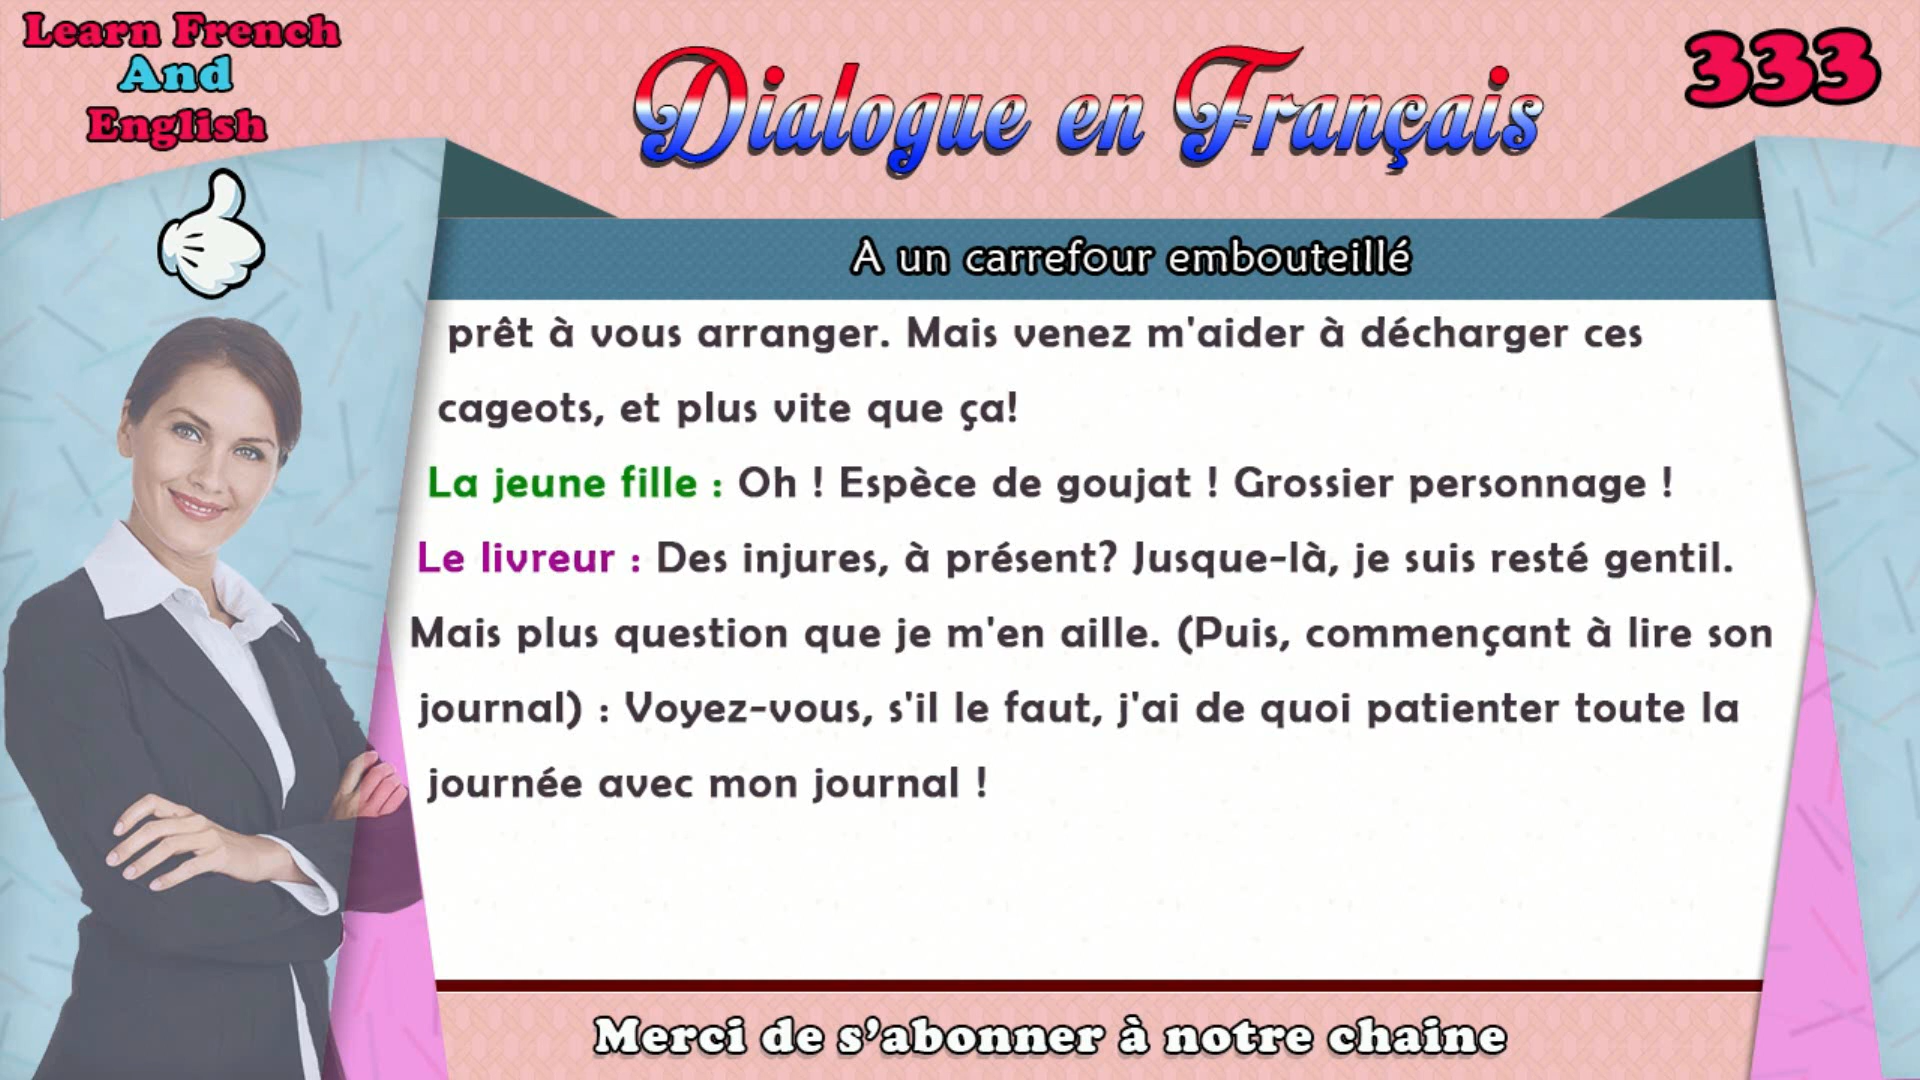 Learn French
And
English
Dialogue en Français
333
A un carrefour embouteillé
prêt à vous arranger. Mais venez m'aider à décharger ces
cageots, et plus vite que ça!
La jeune fille : Oh ! Espèce de goujat ! Grossier personnage !
Le livreur : Des injures, à présent? Jusque-là, je suis resté gentil.
Mais plus question que je m'en aille. (Puis, commençant à lire son
journal) : Voyez-vous, s'il le faut, j'ai de quoi patienter toute la
journée avec mon journal !
Merci de s'abonner à notre chaine